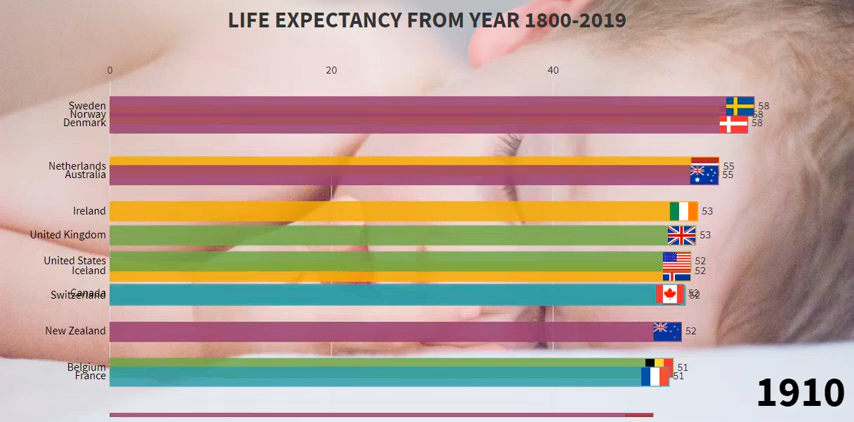 LIFE EXPECTANCY FROM YEAR 1800-2019
0 20 40
Sweden 58
Norway 58
Denmark 58
Netherlands 55
Australia 55
Ireland 53
United Kingdom 53
United States 52
Iceland 52
Canada 52
Switzerland 52
New Zealand 52
Belgium 51
France 51
1910